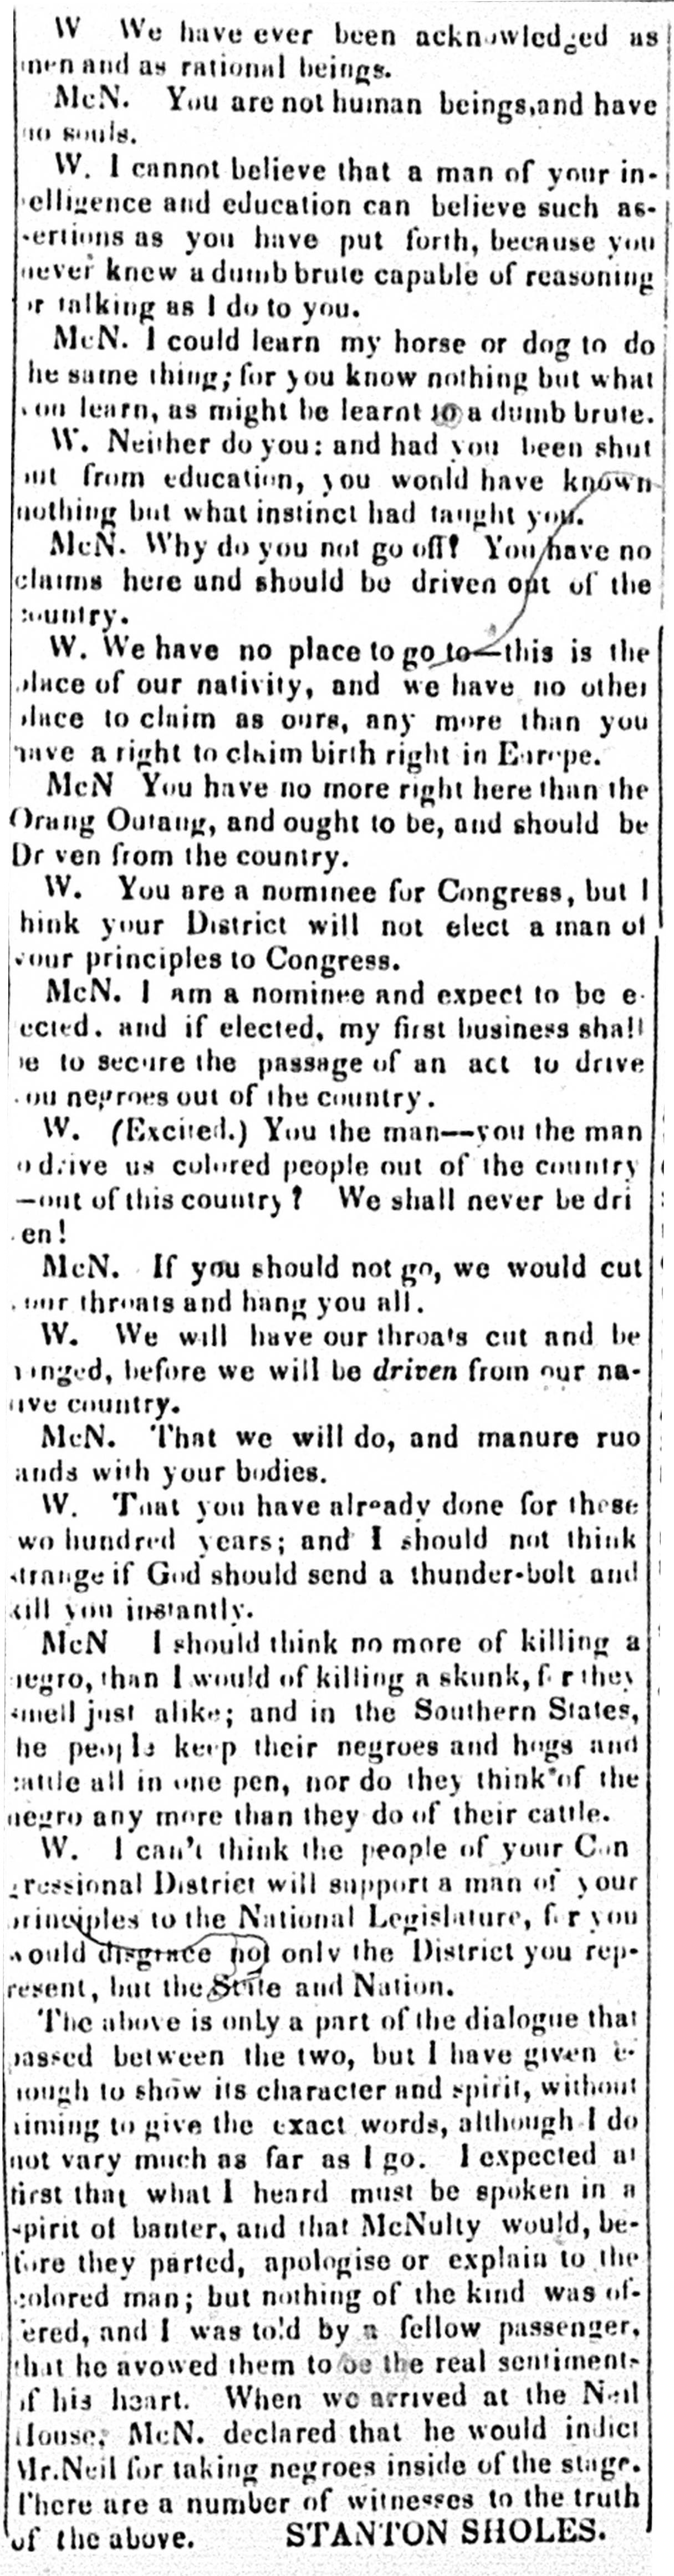 W We have ever been acknowledged as
men and as rational beings.
McN. You are not human beings, and have
no souls.
W. I cannot believe that a man of your in-
elligence and education can believe such as-
sertions as you have put forth, because you
never knew a dumb brute capable of reasoning
or talking as I do to you.
McN. I could learn my horse or dog to do
he same thing; for you know nothing but what
you learn, as might be learnt to a dumb brute.
W. Neither do you: and had you been shut
out from education, you would have known
nothing but what instinct had taught you.
McN. Why do you not go off? You have no
claims here and should be driven out of the
country.
W. We have no place to go to—this is the
place of our nativity, and we have no other
place to claim as ours, any more than you
have a right to claim birth right in Europe.
McN You have no more right here than the
Orang Outang, and ought to be, and should be
Dr ven from the country.
W. You are a nominee for Congress, but I
hink your District will not elect a man of
your principles to Congress.
McN. I am a nominee and expect to be e-
ected. and if elected, my first business shall
be to secure the passage of an act to drive
you negroes out of the country.
W. (Excited.) You the man—you the man
o drive us colored people out of the country
—out of this country? We shall never be dri
en!
McN. If you should not go, we would cut
your throats and hang you all.
W. We will have our throats cut and be
hanged, before we will be driven from our na-
tive country.
McN. That we will do, and manure ruo
ands with your bodies.
W. That you have already done for these
wo hundred years; and I should not think
strange if God should send a thunder-bolt and
kill you instantly.
McN I should think no more of killing a
negro, than I would of killing a skunk, for they
smell just alike; and in the Southern States,
he people keep their negroes and hogs and
cattle all in one pen, nor do they think of the
negro any more than they do of their cattle.
W. I can't think the people of your Con
gressional District will support a man of your
principles to the National Legislature, for you
would disgrace not only the District you rep-
resent, but the State and Nation.
The above is only a part of the dialogue that
passed between the two, but I have given e-
nough to show its character and spirit, without
aiming to give the exact words, although I do
not vary much as far as I go. I expected at
first that what I heard must be spoken in a
spirit of banter, and that McNulty would, be-
fore they parted, apologise or explain to the
colored man; but nothing of the kind was of-
fered, and I was told by a fellow passenger,
that he avowed them to be the real sentiments
of his heart. When we arrived at the Neil
House, McN. declared that he would indict
Mr. Neil for taking negroes inside of the stage.
There are a number of witnesses to the truth
of the above. STANTON SHOLES.